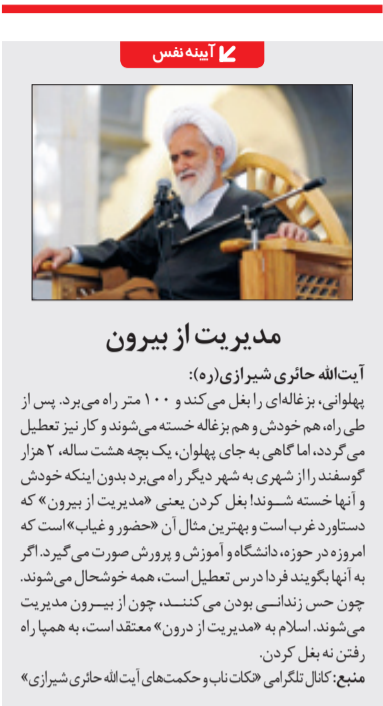 آیینه نفس
مدیریت از بیرون
آیت‌الله حائری شیرازی(ره):
پهلوانی، بزغاله‌ای را بغل می‌کند و ۱۰۰ متر راه می‌برد. پس از
طی راه، هم خودش و هم بزغاله خسته می‌شوند و کار نیز تعطیل
می‌گردد، اما گاهی به جای پهلوان، یک بچه هشت ساله، ۲ هزار
گوسفند را از شهری به شهر دیگر راه می‌برد بدون اینکه خودش
و آنها خسته شوند! بغل کردن یعنی «مدیریت از بیرون» که
دستاورد غرب است و بهترین مثال آن «حضور و غیاب» است که
امروزه در حوزه، دانشگاه و آموزش و پرورش صورت می‌گیرد. اگر
به آنها بگویند فردا درس تعطیل است، همه خوشحال می‌شوند.
چون حس زندانی بودن می‌کنند، چون از بیرون مدیریت
می‌شوند. اسلام به «مدیریت از درون» معتقد است، به همپا راه
رفتن نه بغل کردن.
منبع: کانال تلگرامی «نکات ناب و حکمت‌های آیت‌الله حائری شیرازی»